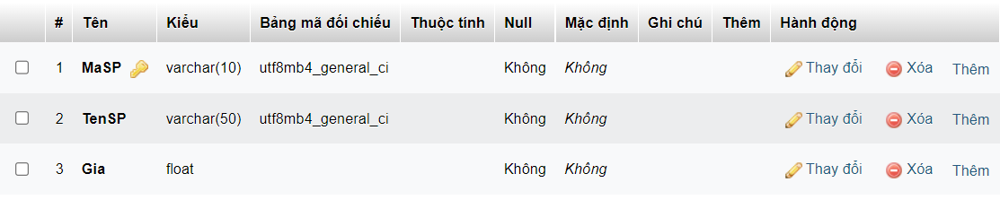 # Tên Kiểu Bảng mã đối chiếu Thuộc tính Null Mặc định Ghi chú Thêm Hành động
1 MaSP varchar(10) utf8mb4_general_ci Không Không Thay đổi Xóa Thêm
2 TenSP varchar(50) utf8mb4_general_ci Không Không Thay đổi Xóa Thêm
3 Gia float Không Không Thay đổi Xóa Thêm